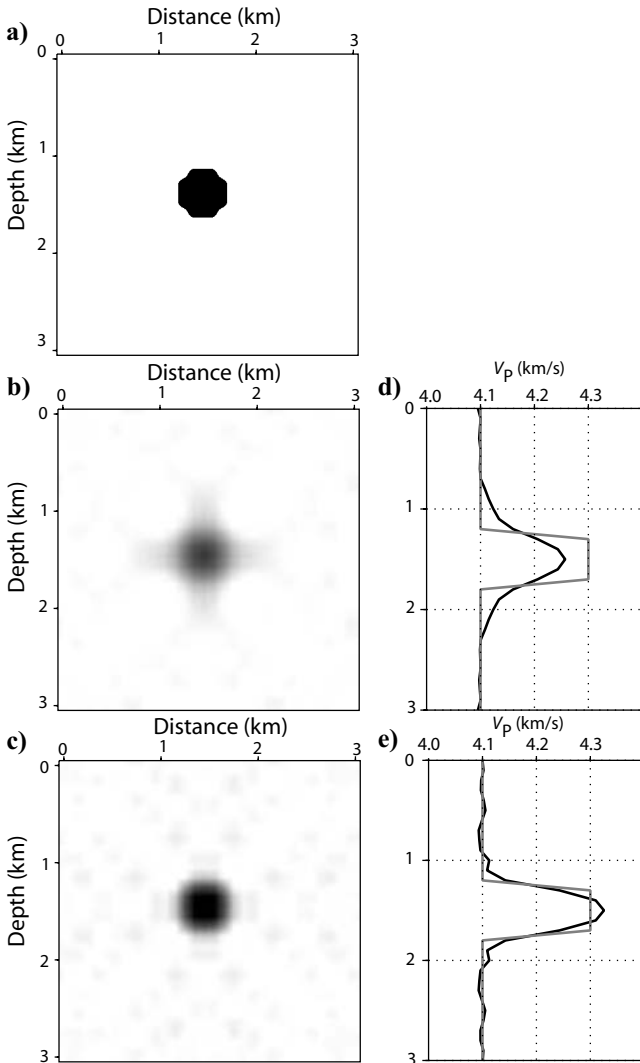 Distance (km)
a)
0 1 2 3
0
1
2
3
Depth (km)
Distance (km)
b)
0 1 2 3
0
1
2
3
Depth (km)
d)
VP (km/s)
4.0 4.1 4.2 4.3
0
1
2
3
Distance (km)
c)
0 1 2 3
0
1
2
3
Depth (km)
e)
VP (km/s)
4.0 4.1 4.2 4.3
0
1
2
3